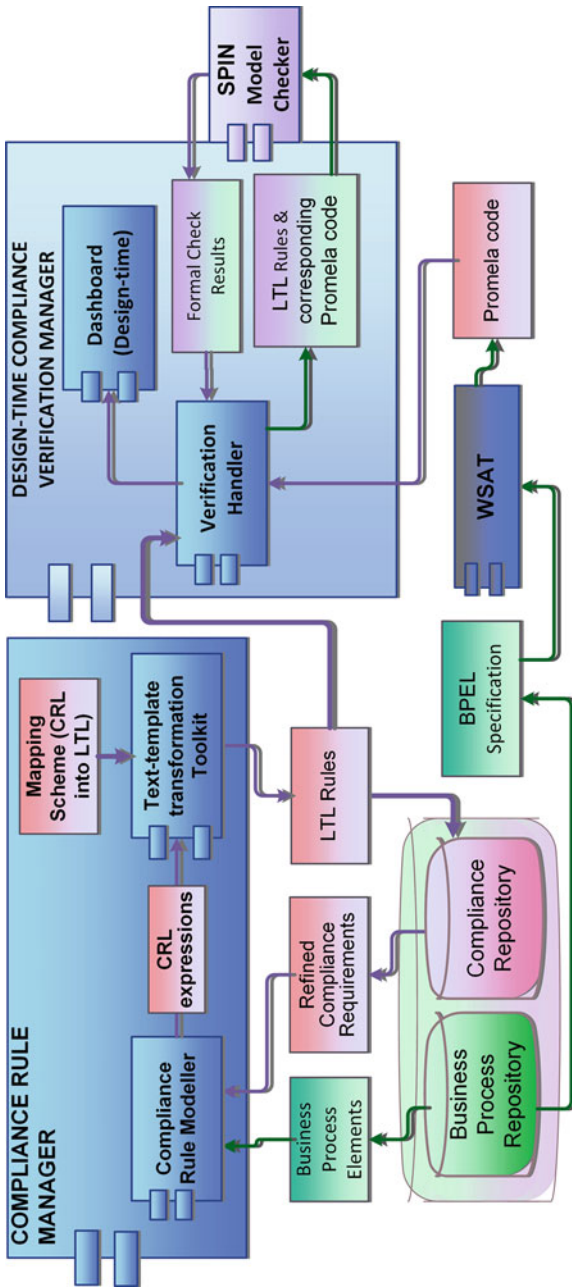 COMPLIANCE RULE
MANAGER
Mapping
Scheme (CRL
into LTL)
Compliance
Rule Modeller
CRL
expressions
Text-template
transformation
Toolkit
Business
Process
Elements
Refined
Compliance
Requirements
LTL Rules
Business
Process
Repository
Compliance
Repository
DESIGN-TIME COMPLIANCE
VERIFICATION MANAGER
Dashboard
(Design-time)
Verification
Handler
Formal Check
Results
LTL Rules &
corresponding
Promela code
SPIN
Model
Checker
BPEL
Specification
WSAT
Promela code